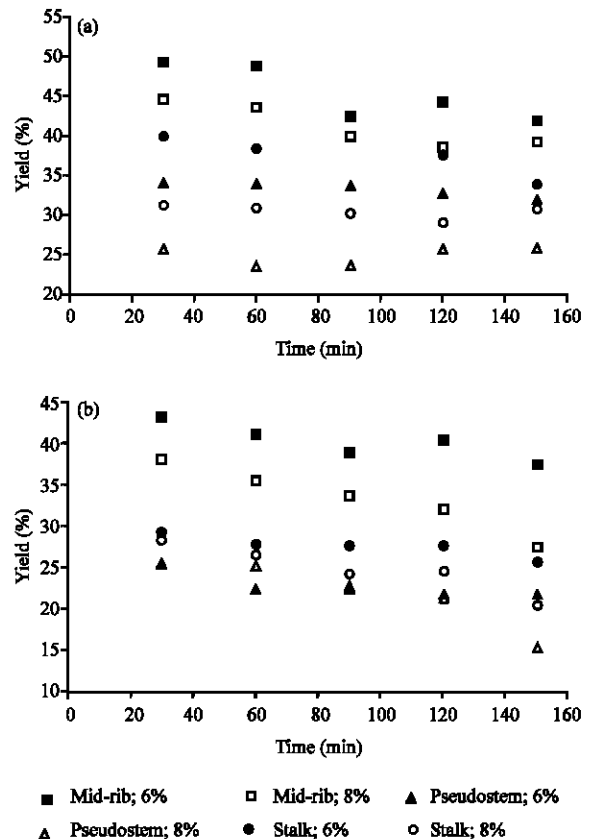 (a)
50
45
40
35
30
25
20
Yield (%)
0 20 40 60 80 100 120 140 160
Time (min)
(b)
45
40
35
30
25
20
15
10
Yield (%)
0 20 40 60 80 100 120 140 160
Time (min)
Mid-rib; 6% Mid-rib; 8% Pseudostem; 6%
Pseudostem; 8% Stalk; 6% Stalk; 8%